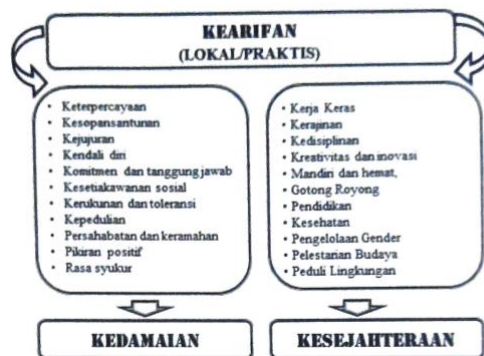 KEARIFAN
(LOKAL/PRAKTIS)
• Keterpercayaan
• Kesopansantunan
• Kejujuran
• Kendali diri
• Komitmen dan tanggung jawab
• Kesetiakawanan sosial
• Kerukunan dan toleransi
• Kepedulian
• Persahabatan dan keramahan
• Pikiran positif
• Rasa syukur
• Kerja Keras
• Kerajinan
• Kedisiplinan
• Kreativitas dan inovasi
• Mandiri dan hemat,
• Gotong Royong
• Pendidikan
• Kesehatan
• Pengelolaan Gender
• Pelestarian Budaya
• Peduli Lingkungan
KEDAMAIAN
KESEJAHTERAAN